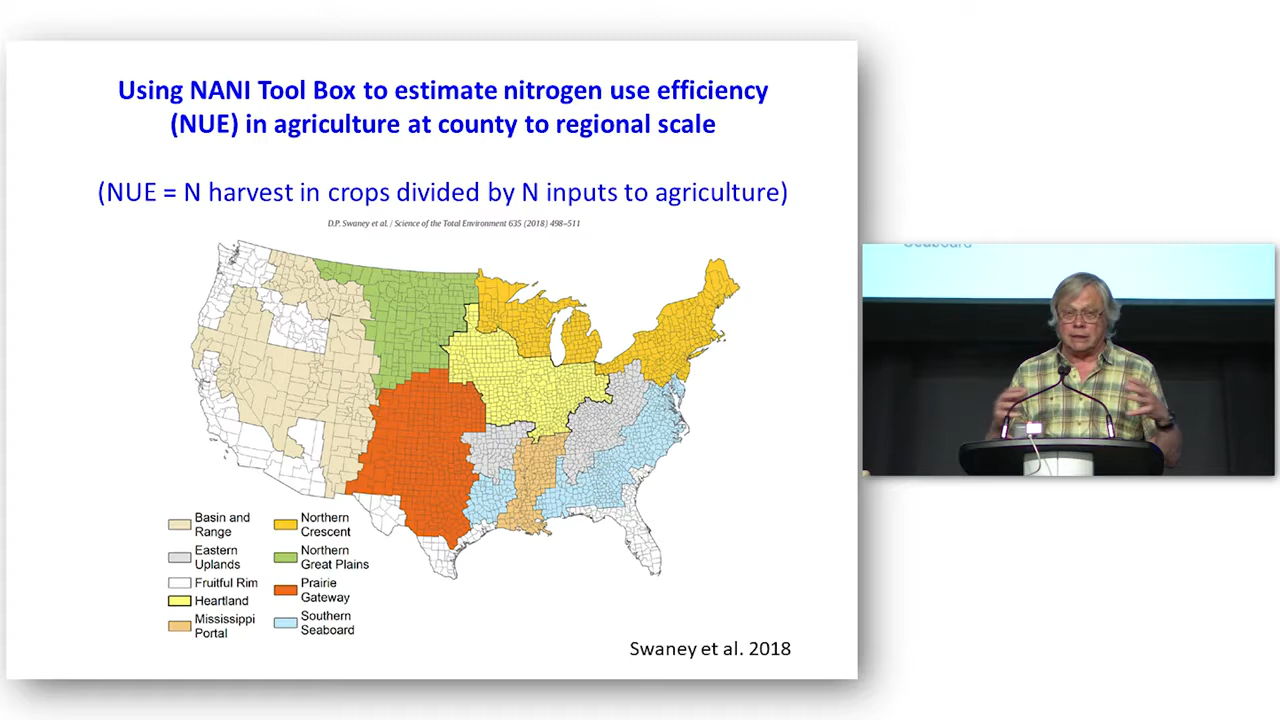 Using NANI Tool Box to estimate nitrogen use efficiency
(NUE) in agriculture at county to regional scale
(NUE = N harvest in crops divided by N inputs to agriculture)
D.P. Swaney et al. / Science of the Total Environment 635 (2018) 498–511
Seaboard
Basin and
Range
Eastern
Uplands
Fruitful Rim
Heartland
Mississippi
Portal
Northern
Crescent
Northern
Great Plains
Prairie
Gateway
Southern
Seaboard
Swaney et al. 2018